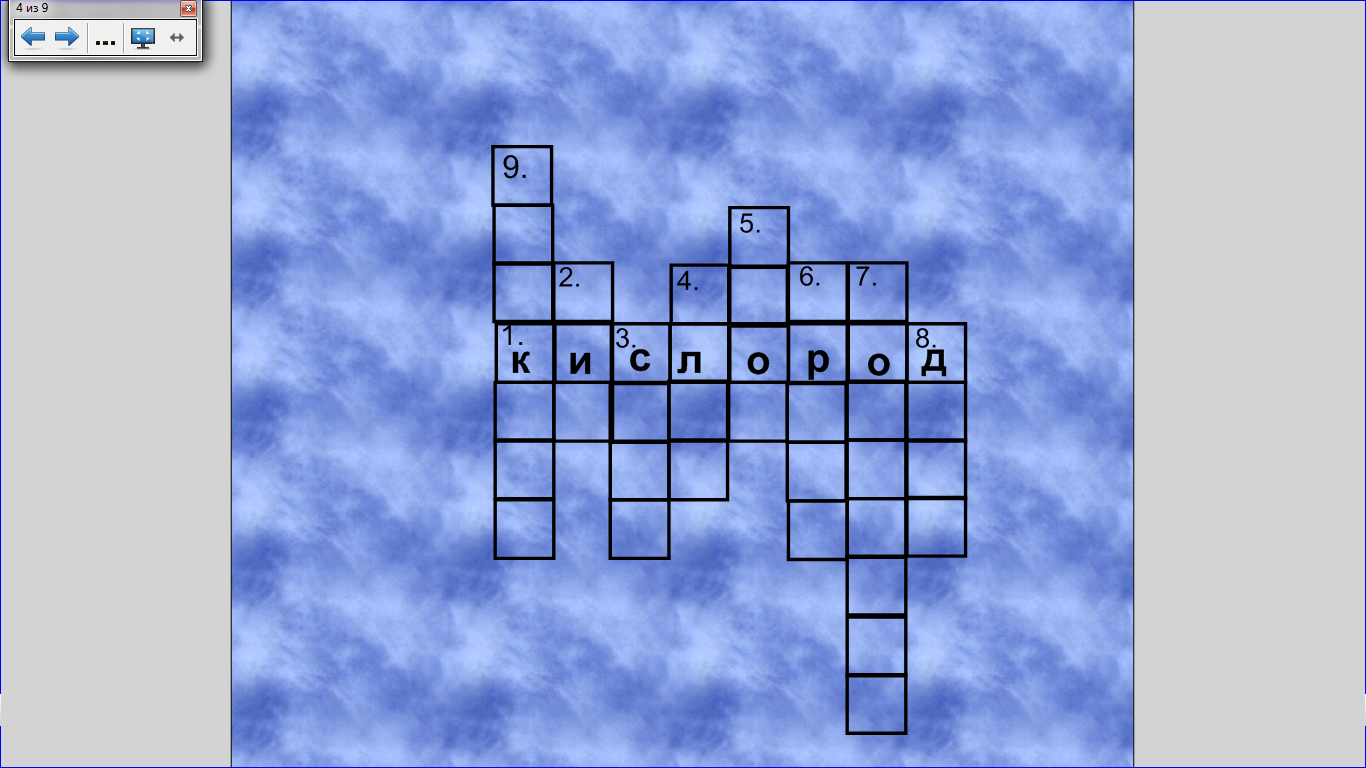 4 из 9
...
9.
5.
2. 4. 6. 7.
1. 3. 8.
к и с л о р о д